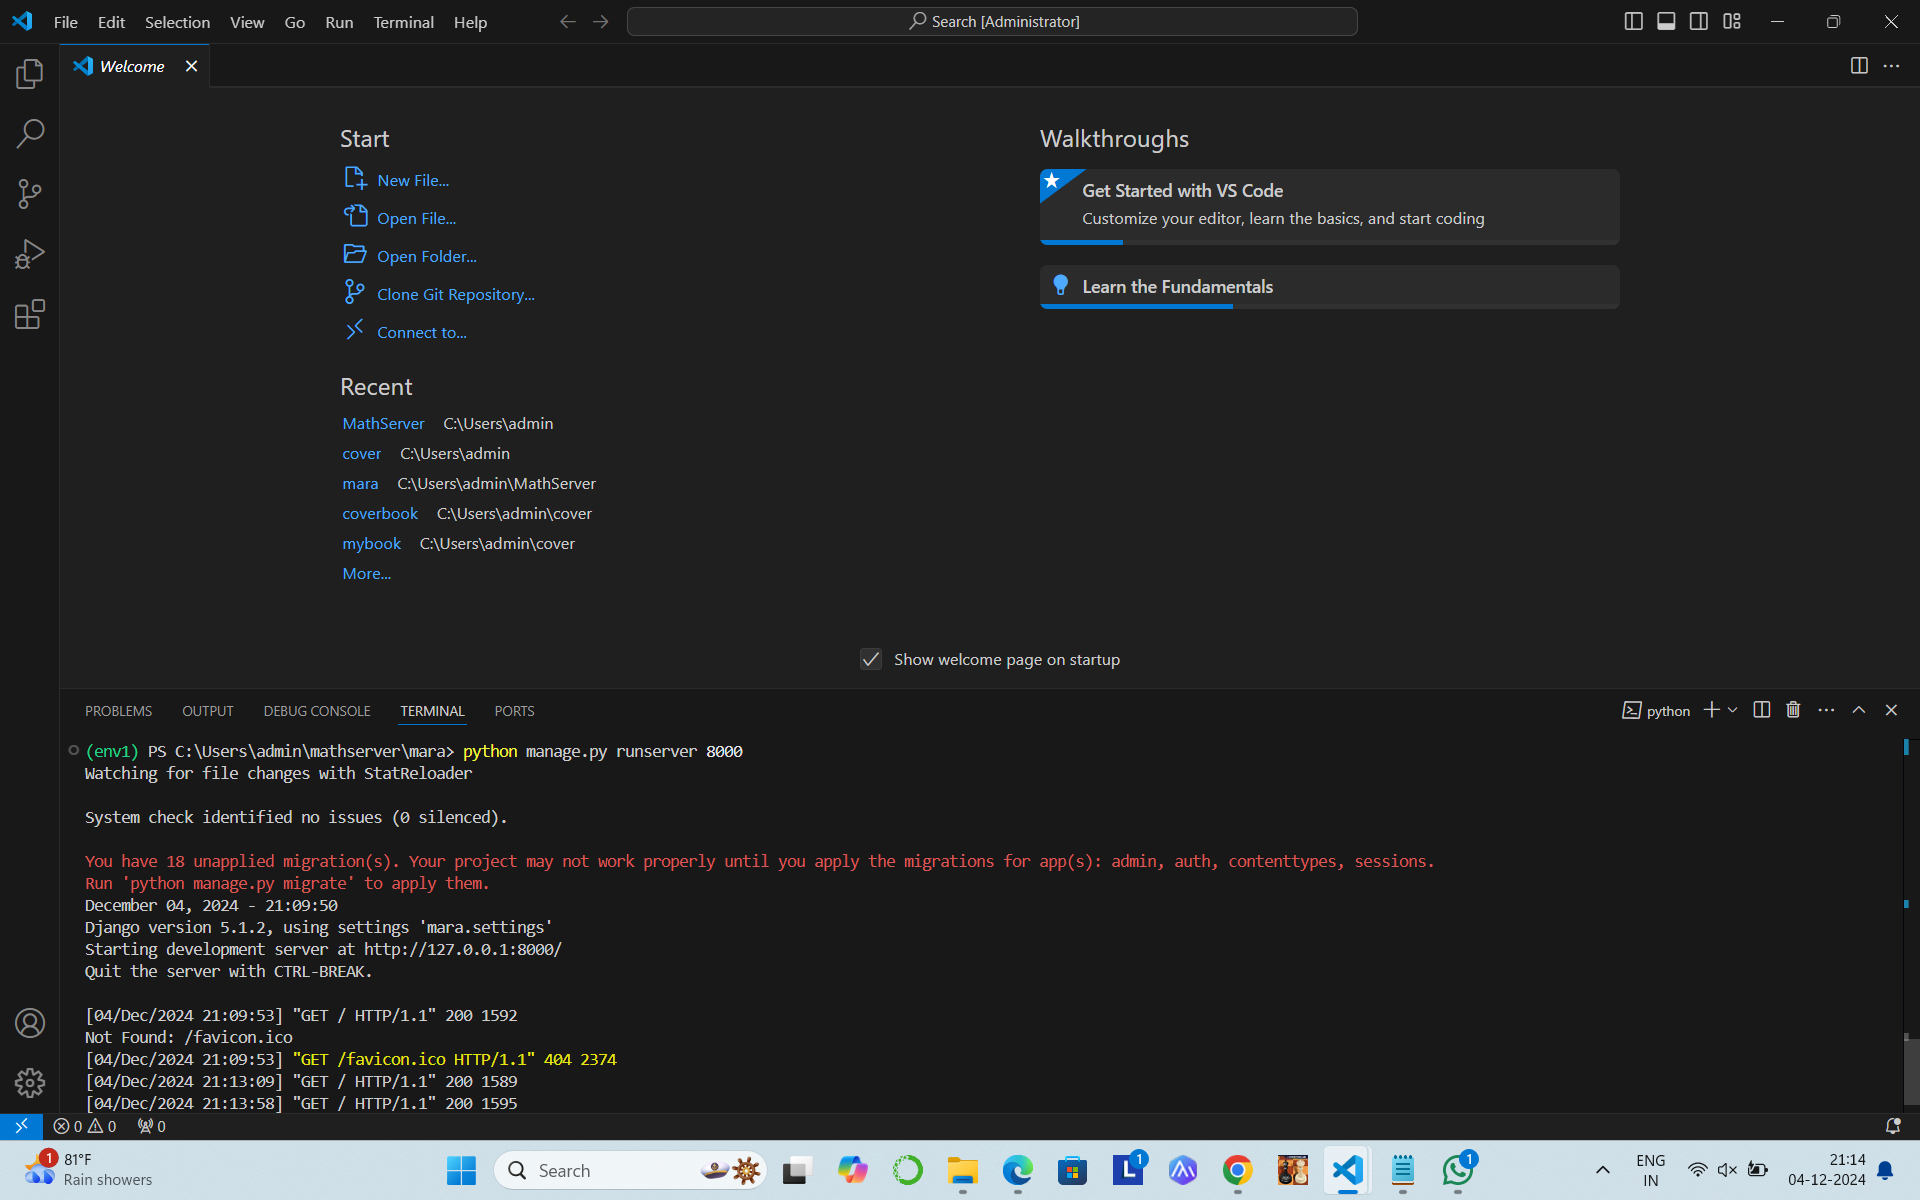 File Edit Selection View Go Run Terminal Help
Search [Administrator]
Welcome
Start
New File...
Open File...
Open Folder...
Clone Git Repository...
Connect to...
Recent
MathServer C:\Users\admin
cover C:\Users\admin
mara C:\Users\admin\MathServer
coverbook C:\Users\admin\cover
mybook C:\Users\admin\cover
More...
Walkthroughs
Get Started with VS Code
Customize your editor, learn the basics, and start coding
Learn the Fundamentals
Show welcome page on startup
PROBLEMS OUTPUT DEBUG CONSOLE TERMINAL PORTS
python
(env1) PS C:\Users\admin\mathserver\mara> python manage.py runserver 8000
Watching for file changes with StatReloader
System check identified no issues (0 silenced).
You have 18 unapplied migration(s). Your project may not work properly until you apply the migrations for app(s): admin, auth, contenttypes, sessions.
Run 'python manage.py migrate' to apply them.
December 04, 2024 - 21:09:50
Django version 5.1.2, using settings 'mara.settings'
Starting development server at http://127.0.0.1:8000/
Quit the server with CTRL-BREAK.
[04/Dec/2024 21:09:53] "GET / HTTP/1.1" 200 1592
Not Found: /favicon.ico
[04/Dec/2024 21:09:53] "GET /favicon.ico HTTP/1.1" 404 2374
[04/Dec/2024 21:13:09] "GET / HTTP/1.1" 200 1589
[04/Dec/2024 21:13:58] "GET / HTTP/1.1" 200 1595
0 0 0
1
81°F
Rain showers
Search
L 1
1
ENG
IN
21:14
04-12-2024